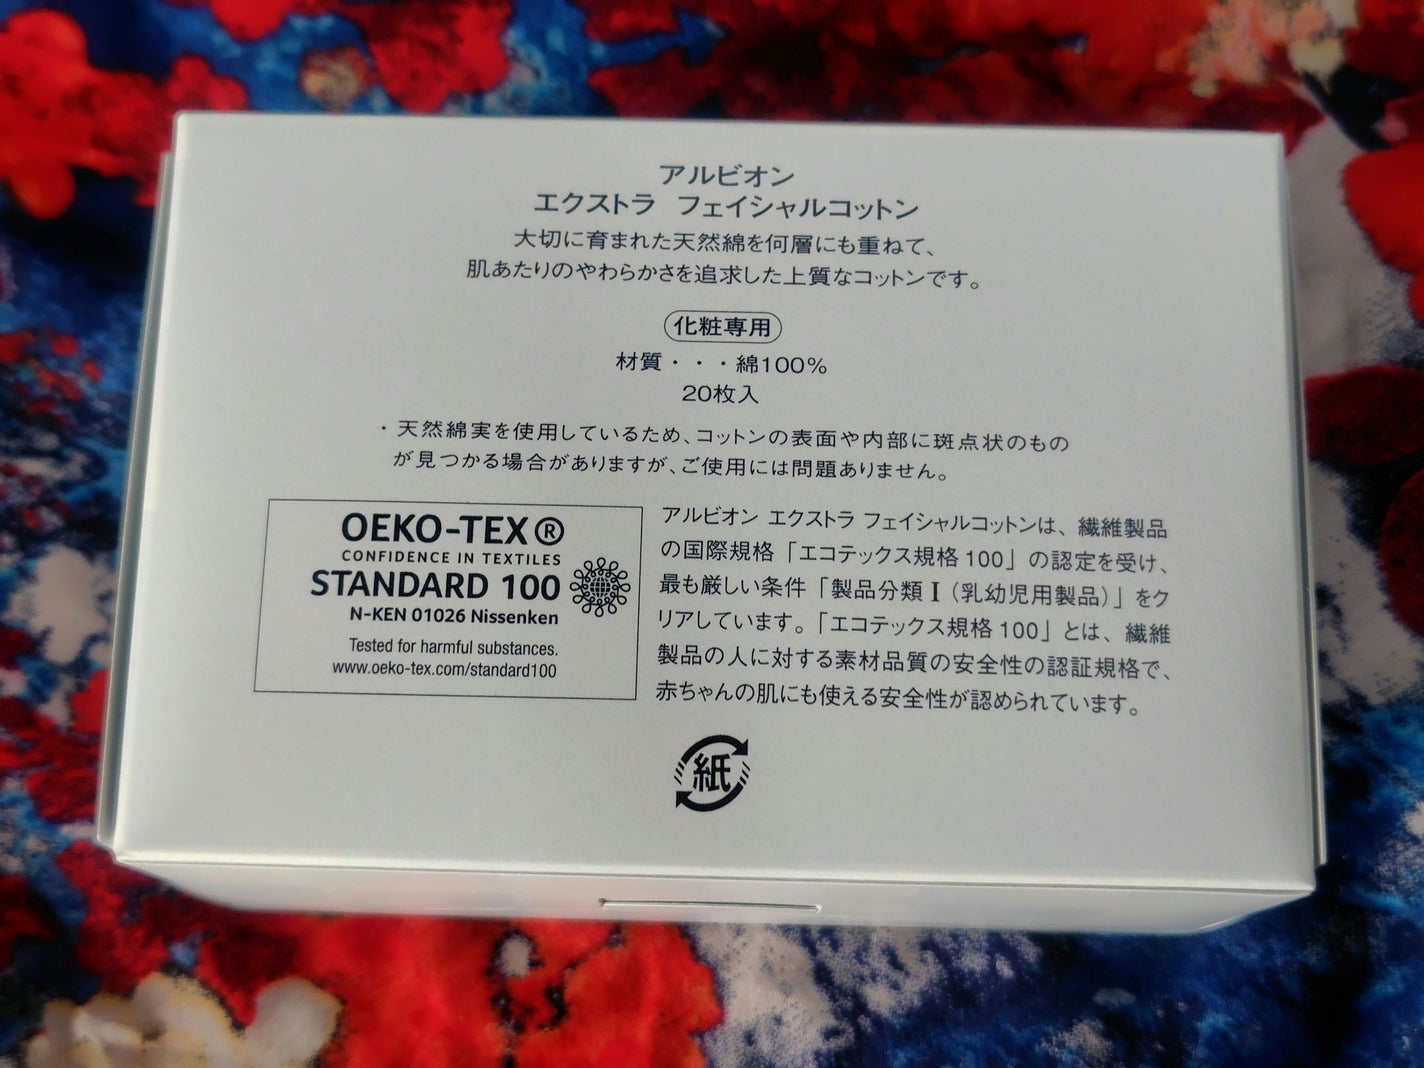 アルビオン
エクストラ フェイシャルコットン
大切に育まれた天然綿を何層にも重ねて、
肌あたりのやわらかさを追求した上質なコットンです。
化粧専用
材質・・・綿100%
20枚入
・天然綿実を使用しているため、コットンの表面や内部に斑点状のもの
が見つかる場合がありますが、ご使用には問題ありません。
OEKO-TEX®
CONFIDENCE IN TEXTILES
STANDARD 100
N-KEN 01026 Nissenken
Tested for harmful substances.
www.oeko-tex.com/standard100
アルビオン エクストラ フェイシャルコットンは、繊維製品
の国際規格「エコテックス規格100」の認定を受け、
最も厳しい条件「製品分類Ⅰ(乳幼児用製品)」をク
リアしています。「エコテックス規格100」とは、繊維
製品の人に対する素材品質の安全性の認証規格で、
赤ちゃんの肌にも使える安全性が認められています。
紙